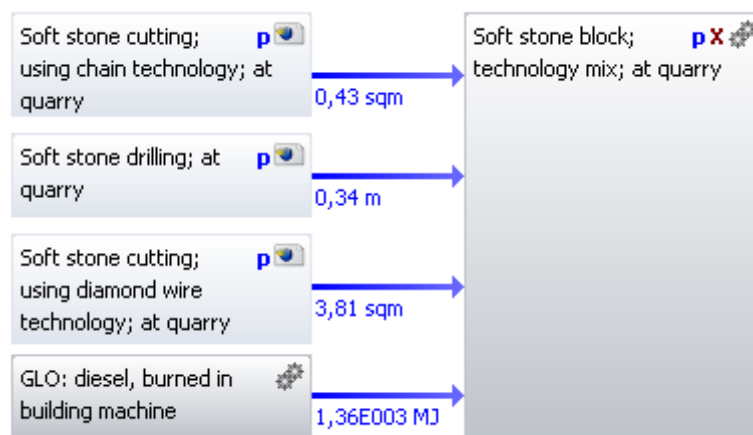 Soft stone cutting; p
using chain technology; at
quarry
0,43 sqm
Soft stone block; p X
technology mix; at quarry
Soft stone drilling; at p
quarry
0,34 m
Soft stone cutting; p
using diamond wire
technology; at quarry
3,81 sqm
GLO: diesel, burned in
building machine
1,36E003 MJ